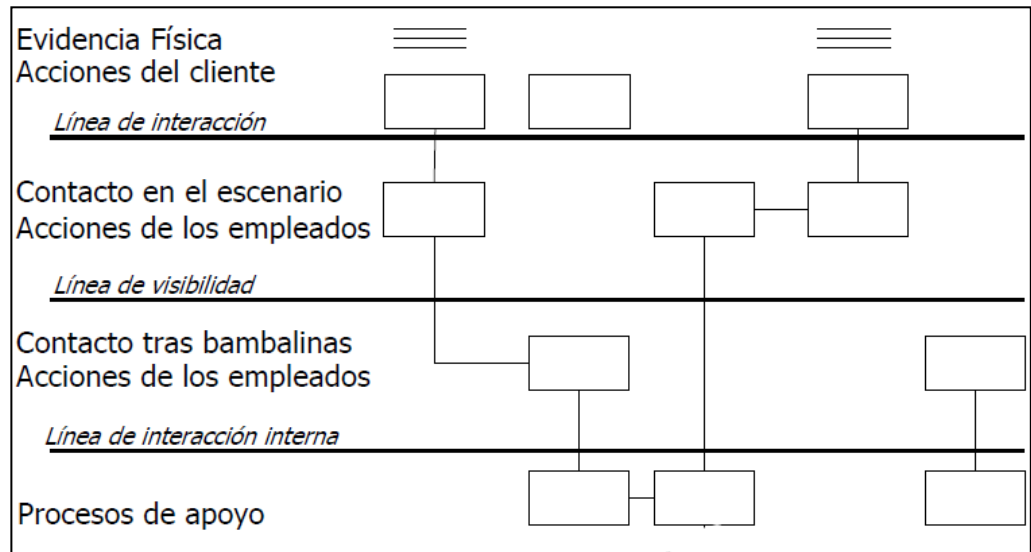 Evidencia Física
Acciones del cliente
Línea de interacción
Contacto en el escenario
Acciones de los empleados
Línea de visibilidad
Contacto tras bambalinas
Acciones de los empleados
Línea de interacción interna
Procesos de apoyo